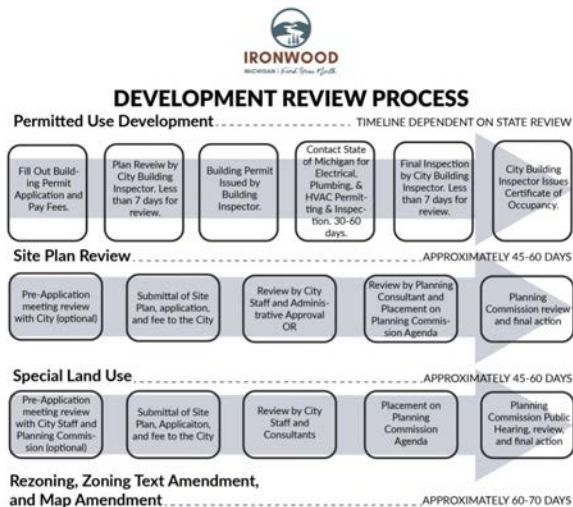 IRONWOOD
MICHIGAN | Find Your North
DEVELOPMENT REVIEW PROCESS
Permitted Use Development
TIMELINE DEPENDENT ON STATE REVIEW
Fill Out Build-
ing Permit
Application and
Pay Fees.
Plan Reveiw by
City Building
Inspector. Less
than 7 days for
review.
Building Permit
Issued by
Building
Inspector.
Contact State
of Michigan for
Electrical,
Plumbing, &
HVAC Permit-
ting & Inspec-
tion. 30-60
days.
Final Inspection
by City Building
Inspector. Less
than 7 days for
review.
City Building
Inspector Issues
Certificate of
Occupancy.
Site Plan Review
APPROXIMATELY 45-60 DAYS
Pre-Application
meeting review
with City (optional)
Submittal of Site
Plan, application,
and fee to the City
Review by City
Staff and Adminis-
trative Approval
OR
Review by Planning
Consultant and
Placement on
Planning Commis-
sion Agenda
Planning
Commission review
and final action
Special Land Use
APPROXIMATELY 45-60 DAYS
Pre-Application
meeting review
with City Staff and
Planning Commis-
sion (optional)
Submittal of Site
Plan, Applicaiton,
and fee to the City
Review by City
Staff and
Consultants
Placement on
Planning
Commission
Agenda
Planning
Commission Public
Hearing, review,
and final action
Rezoning, Zoning Text Amendment,
and Map Amendment
APPROXIMATELY 60-70 DAYS